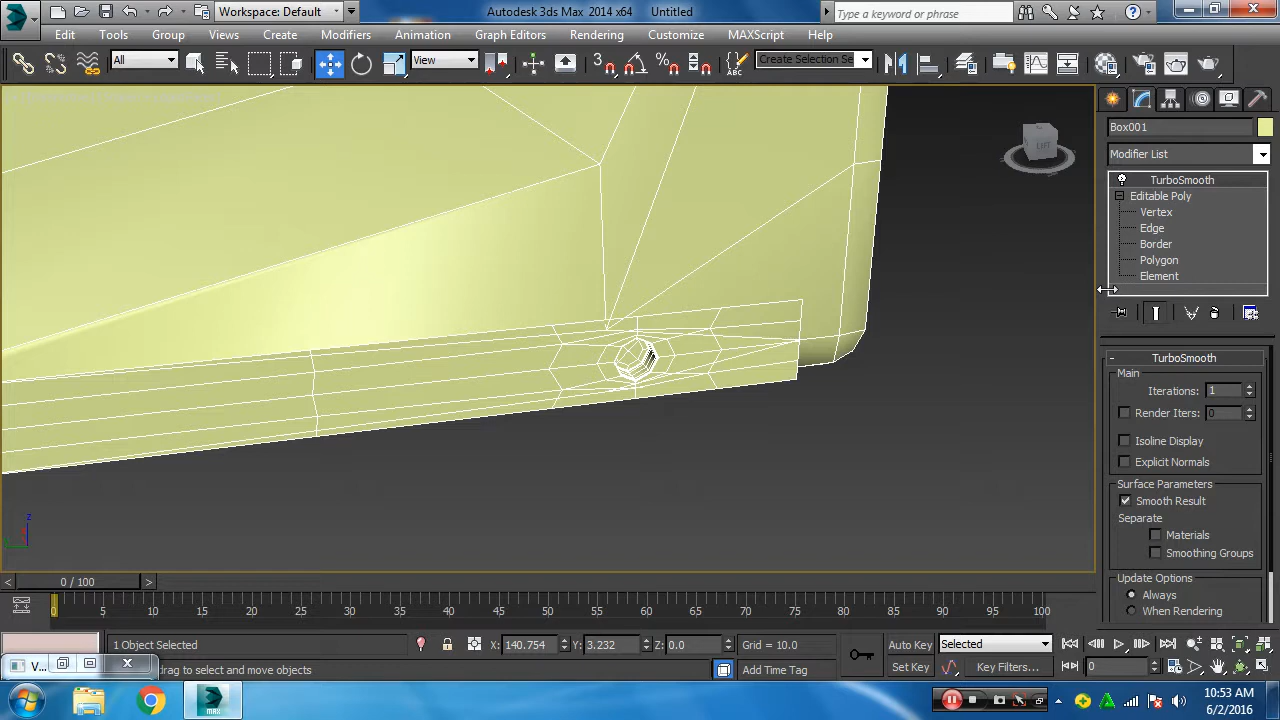 Workspace: Default
Autodesk 3ds Max 2014 x64 Untitled
Type a keyword or phrase
Edit Tools Group Views Create Modifiers Animation Graph Editors Rendering Customize MAXScript Help
All View 3 Create Selection Se
Box001
Modifier List
LEFT
TurboSmooth
Editable Poly
Vertex
Edge
Border
Polygon
Element
TurboSmooth
Main
Iterations: 1
Render Iters: 0
Isoline Display
Explicit Normals
Surface Parameters
Smooth Result
Separate
Materials
Smoothing Groups
Update Options
Always
When Rendering
z
0 / 100
0 5 10 15 20 25 30 35 40 45 50 55 60 65 70 75 80 85 90 95 100
1 Object Selected X: 140.754 Y: 3.232 Z: 0.0 Grid = 10.0 Auto Key Selected
V... drag to select and move objects Add Time Tag Set Key Key Filters... 0
MAX
10:53 AM
6/2/2016